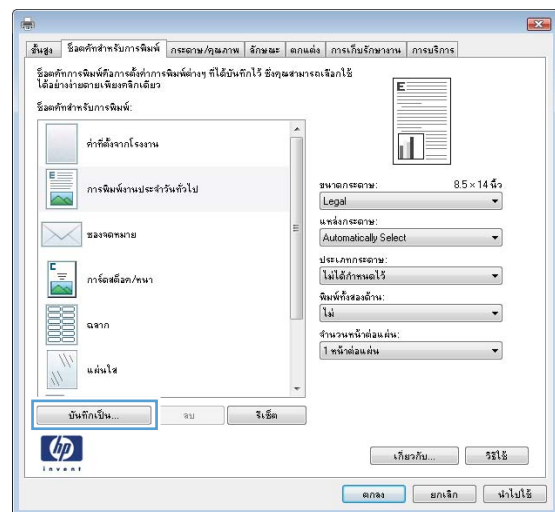 ขั้นสูง
ช็อตคัทสำหรับการพิมพ์
กระดาษ/คุณภาพ
ลักษณะ
ตกแต่ง
การเก็บรักษางาน
การบริการ
ช็อตคัทการพิมพ์คือการตั้งค่าการพิมพ์ต่างๆ ที่ได้บันทึกไว้ ซึ่งคุณสามารถเลือกใช้
ได้อย่างง่ายดายเพียงคลิกเดียว
ช็อตคัทสำหรับการพิมพ์:
ค่าที่ตั้งจากโรงงาน
การพิมพ์งานประจำวันทั่วไป
ซองจดหมาย
การ์ดสต็อค/หนา
ฉลาก
แผ่นใส
บันทึกเป็น...
ลบ
รีเซ็ต
E
ขนาดกระดาษ:
8.5 × 14 นิ้ว
Legal
แหล่งกระดาษ:
Automatically Select
ประเภทกระดาษ:
ไม่ได้กำหนดไว้
พิมพ์ทั้งสองด้าน:
ไม่
จำนวนหน้าต่อแผ่น:
1 หน้าต่อแผ่น
hp
invent
เกี่ยวกับ...
วิธีใช้
ตกลง
ยกเลิก
นำไปใช้